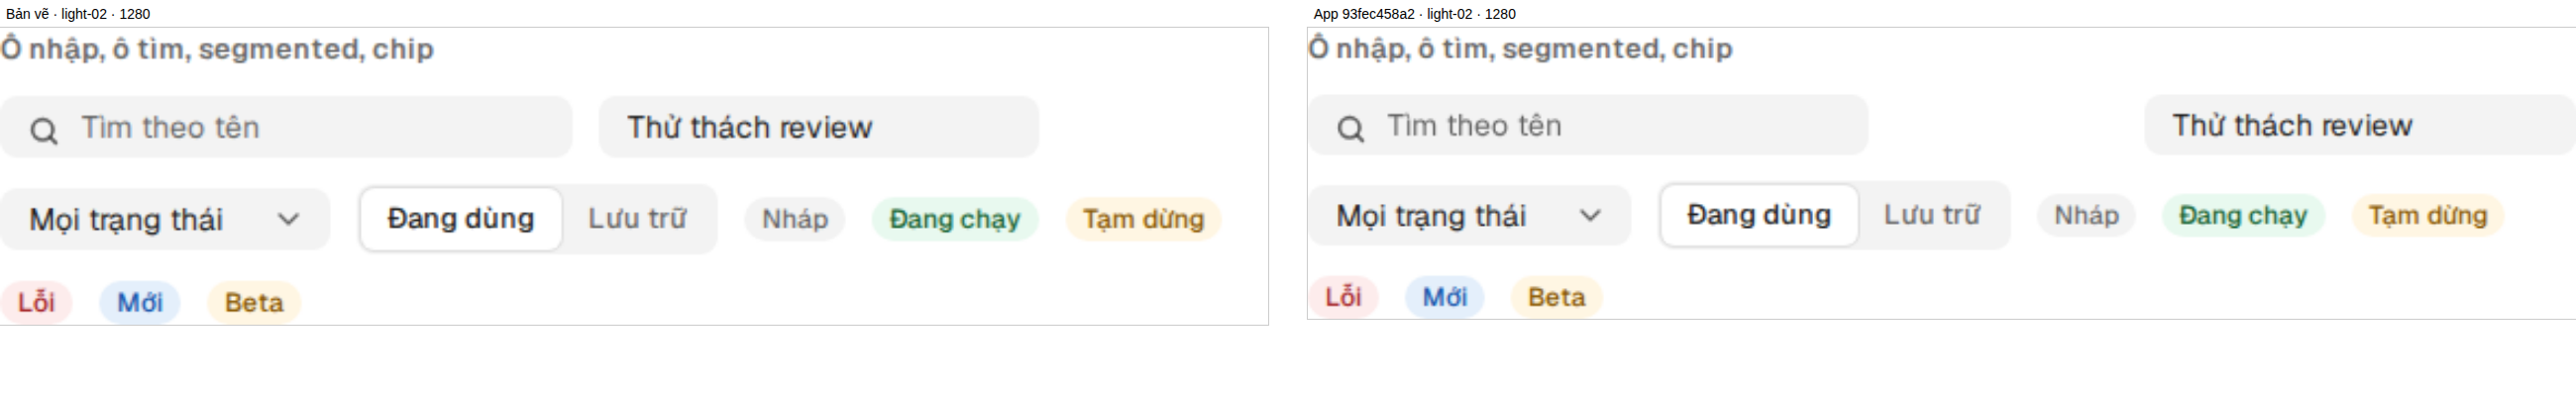 Bản vẽ · light-02 · 1280
Ô nhập, ô tìm, segmented, chip
Tìm theo tên
Thử thách review
Mọi trạng thái
Đang dùng
Lưu trữ
Nháp
Đang chạy
Tạm dừng
Lỗi
Mới
Beta
App 93fec458a2 · light-02 · 1280
Ô nhập, ô tìm, segmented, chip
Tìm theo tên
Thử thách review
Mọi trạng thái
Đang dùng
Lưu trữ
Nháp
Đang chạy
Tạm dừng
Lỗi
Mới
Beta